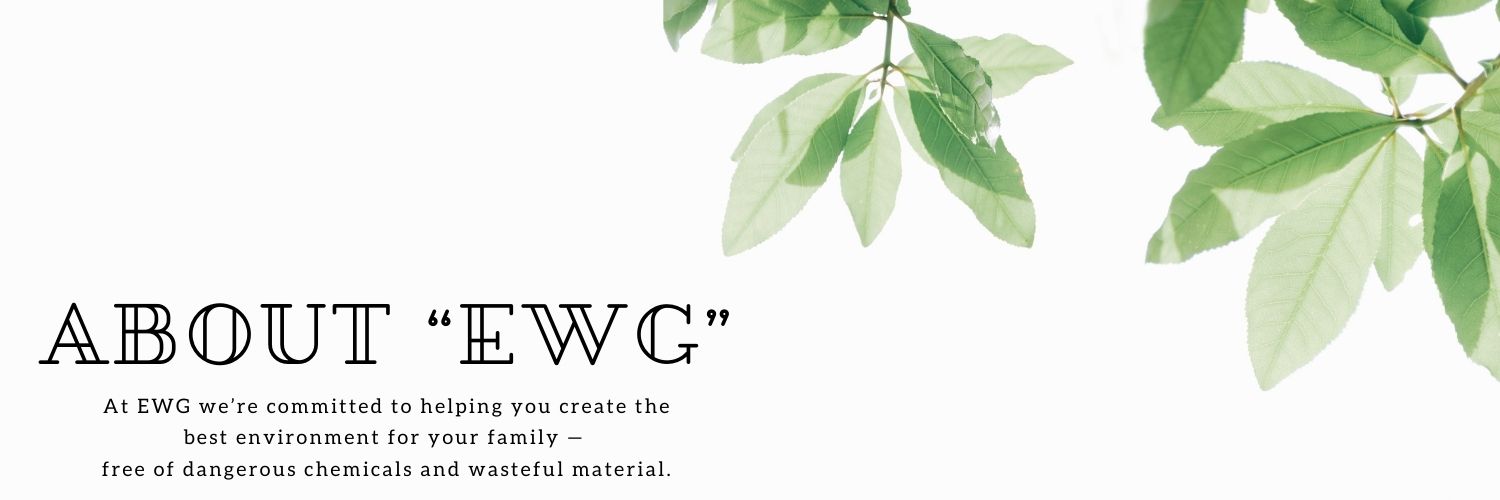 ABOUT “EWG”
At EWG we’re committed to helping you create the
best environment for your family –
free of dangerous chemicals and wasteful material.